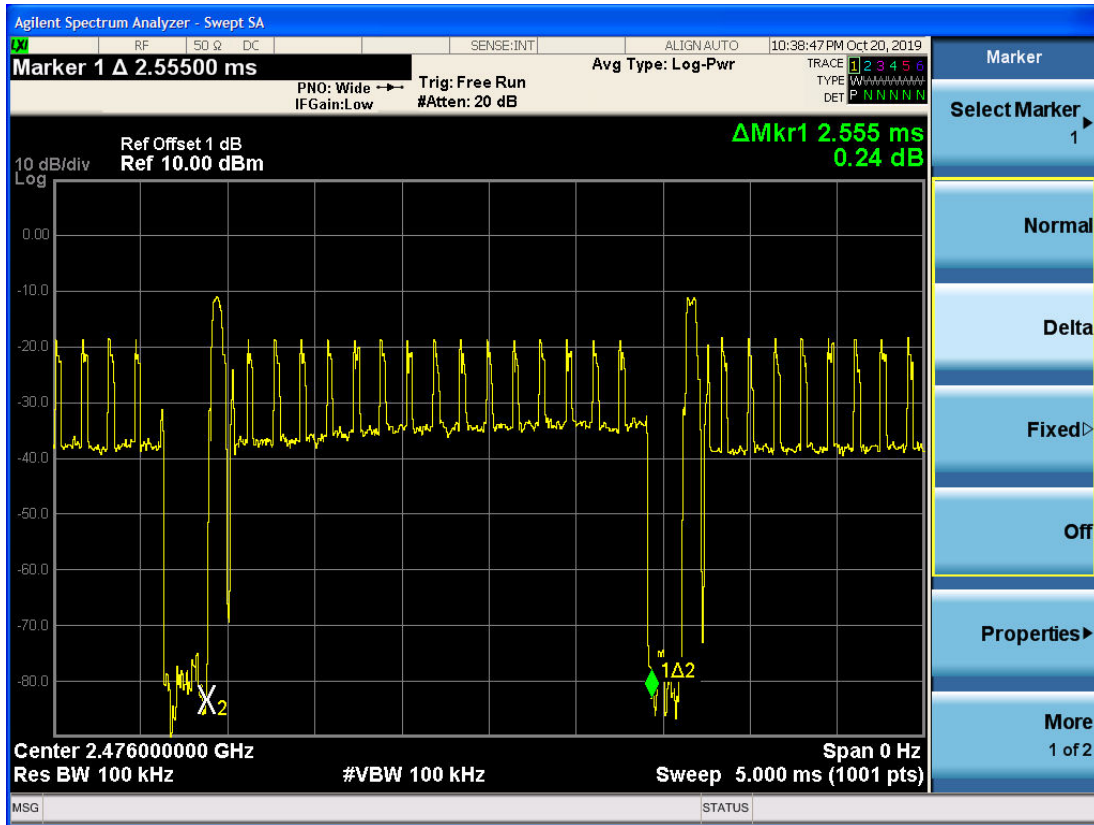 Agilent Spectrum Analyzer - Swept SA
LXI RF 50 Ω DC SENSE:INT ALIGN AUTO 10:38:47 PM Oct 20, 2019
Marker 1 Δ 2.55500 ms
PNO: Wide
IFGain:Low
Trig: Free Run
#Atten: 20 dB
Avg Type: Log-Pwr
TRACE 1 2 3 4 5 6
TYPE WWWWWW
DET P N N N N N
Ref Offset 1 dB
10 dB/div Ref 10.00 dBm
Log
ΔMkr1 2.555 ms
0.24 dB
0.00
-10.0
-20.0
-30.0
-40.0
-50.0
-60.0
-70.0
-80.0
X2
1Δ2
Center 2.476000000 GHz Span 0 Hz
Res BW 100 kHz #VBW 100 kHz Sweep 5.000 ms (1001 pts)
MSG STATUS
Marker
Select Marker
1
Normal
Delta
Fixed
Off
Properties
More
1 of 2